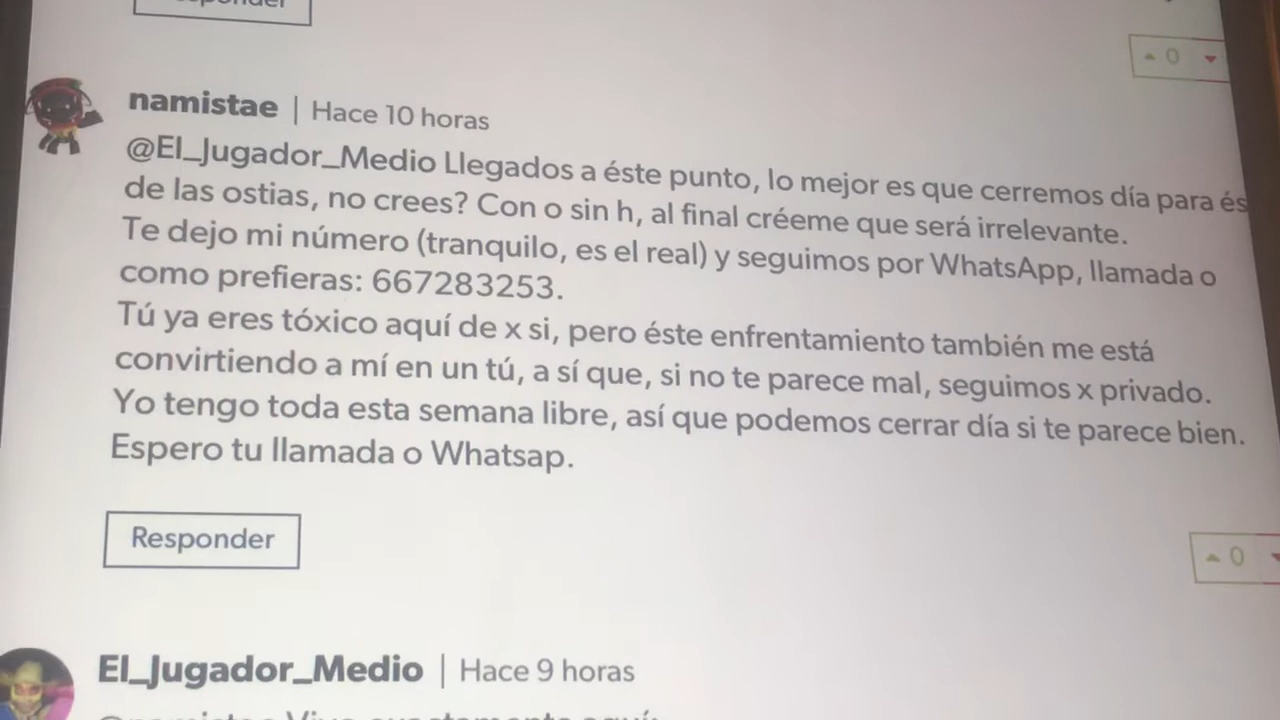 Responder
0
namistae | Hace 10 horas
@El_Jugador_Medio Llegados a éste punto, lo mejor es que cerremos día para és
de las ostias, no crees? Con o sin h, al final créeme que será irrelevante.
Te dejo mi número (tranquilo, es el real) y seguimos por WhatsApp, llamada o
como prefieras: 667283253.
Tú ya eres tóxico aquí de x si, pero éste enfrentamiento también me está
convirtiendo a mí en un tú, a sí que, si no te parece mal, seguimos x privado.
Yo tengo toda esta semana libre, así que podemos cerrar día si te parece bien.
Espero tu llamada o Whatsap.
Responder
0
El_Jugador_Medio | Hace 9 horas